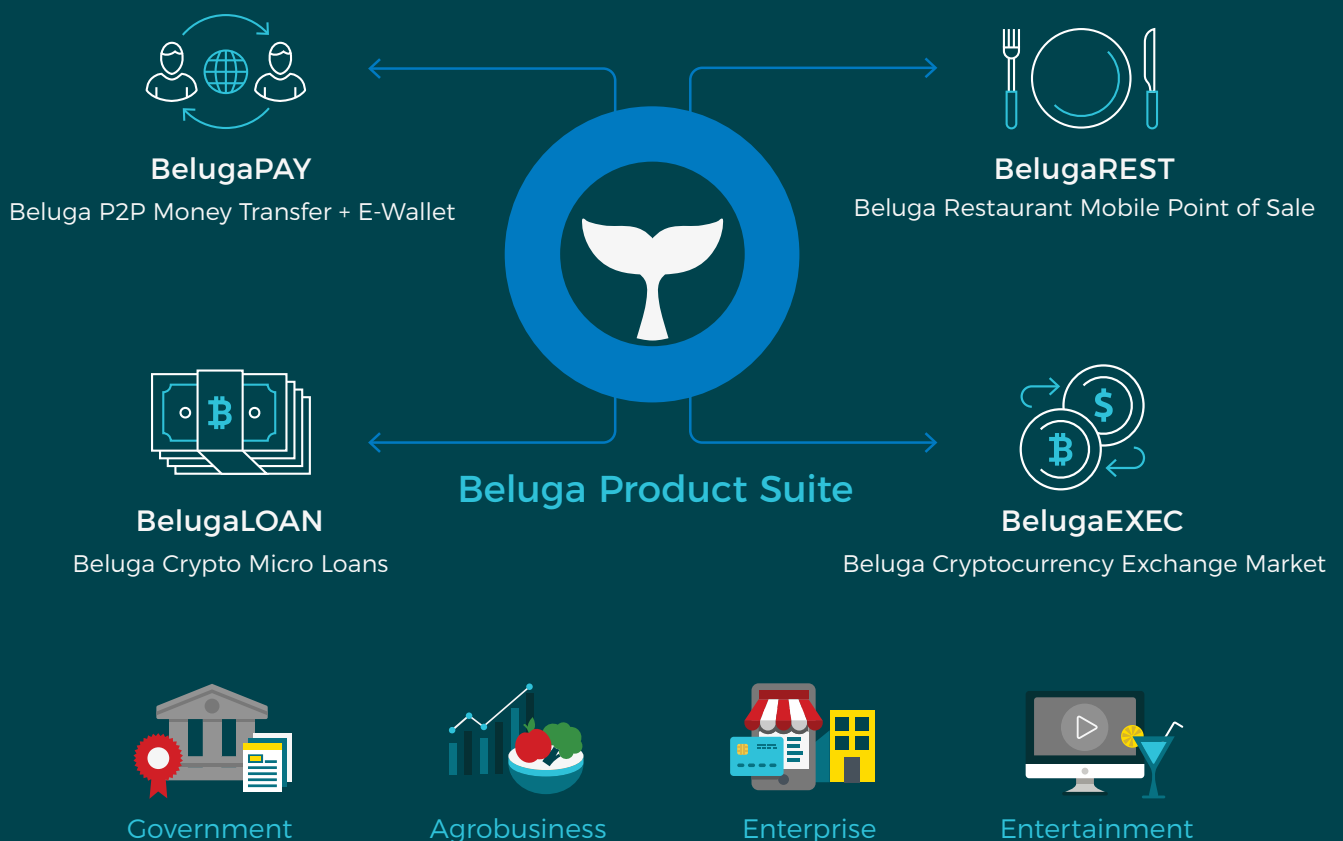 BelugaPAY
Beluga P2P Money Transfer + E-Wallet
BelugaREST
Beluga Restaurant Mobile Point of Sale
Beluga Product Suite
BelugaLOAN
Beluga Crypto Micro Loans
BelugaEXEC
Beluga Cryptocurrency Exchange Market
Government
Agrobusiness
Enterprise
Entertainment